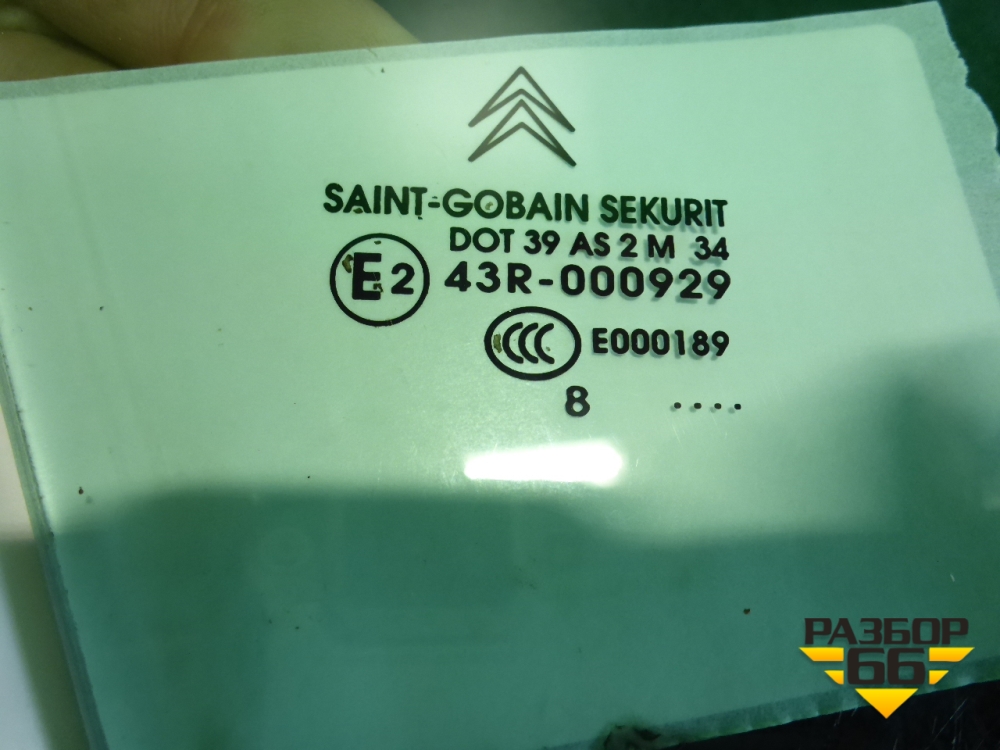 SAINT-GOBAIN SEKURIT
DOT 39 AS 2 M 34
E2 43R-000929
CCC E000189
8 ....
РАЗБОР
66